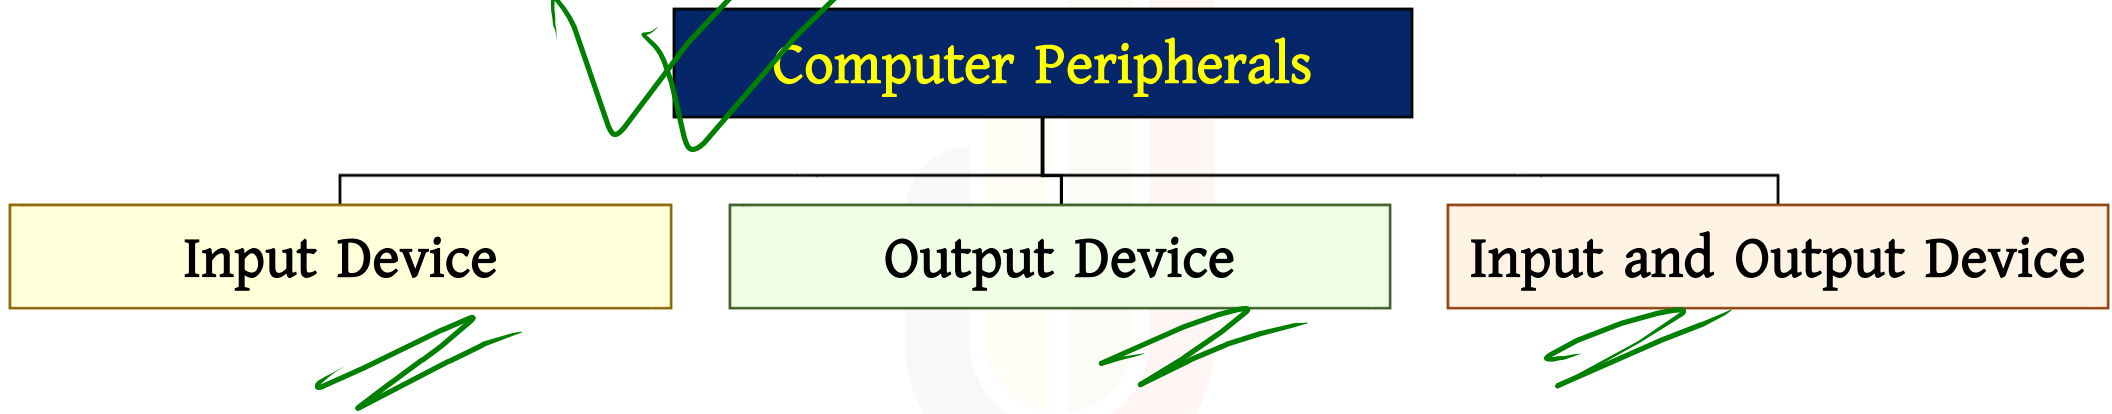 Computer Peripherals
Input Device
Output Device
Input and Output Device